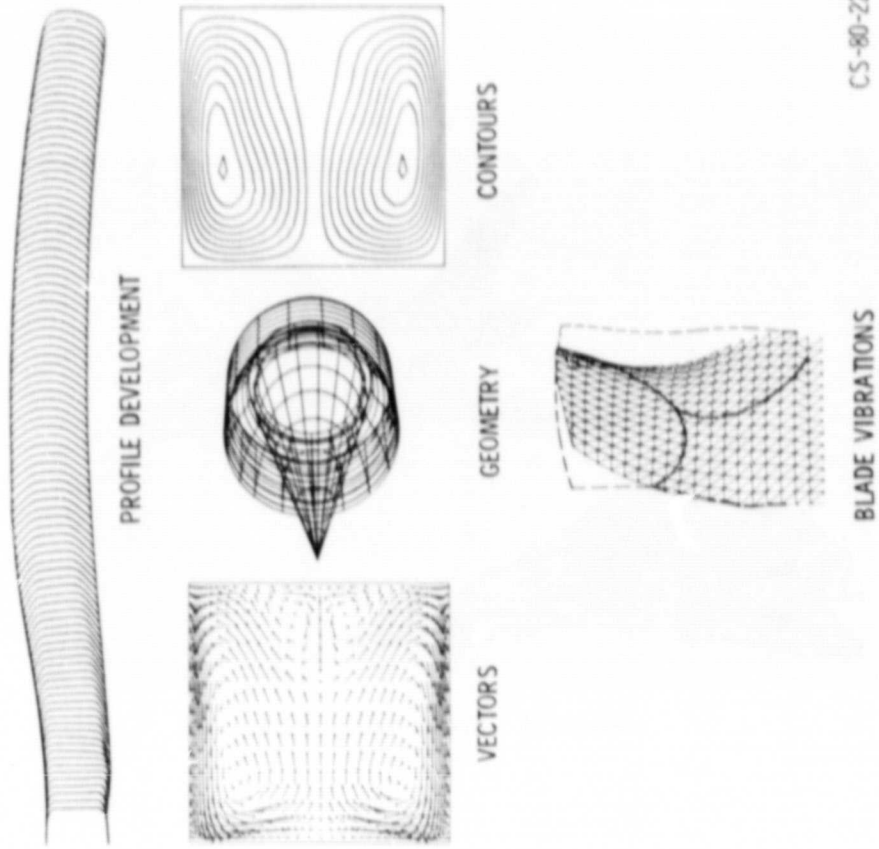 PROFILE DEVELOPMENT
VECTORS
GEOMETRY
CONTOURS
BLADE VIBRATIONS
CS-80-2